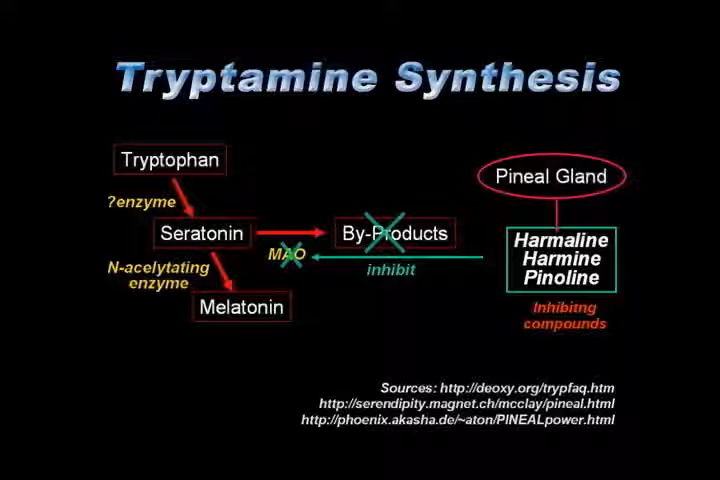 Tryptamine Synthesis
Tryptophan
Pineal Gland
?enzyme
Seratonin
By-Products
Harmaline
Harmine
Pinoline
MAO
inhibit
N-acelytating
enzyme
Melatonin
Inhibitng
compounds
Sources: http://deoxy.org/trypfaq.htm
http://serendipity.magnet.ch/mcclay/pineal.html
http://phoenix.akasha.de/~aton/PINEALpower.html